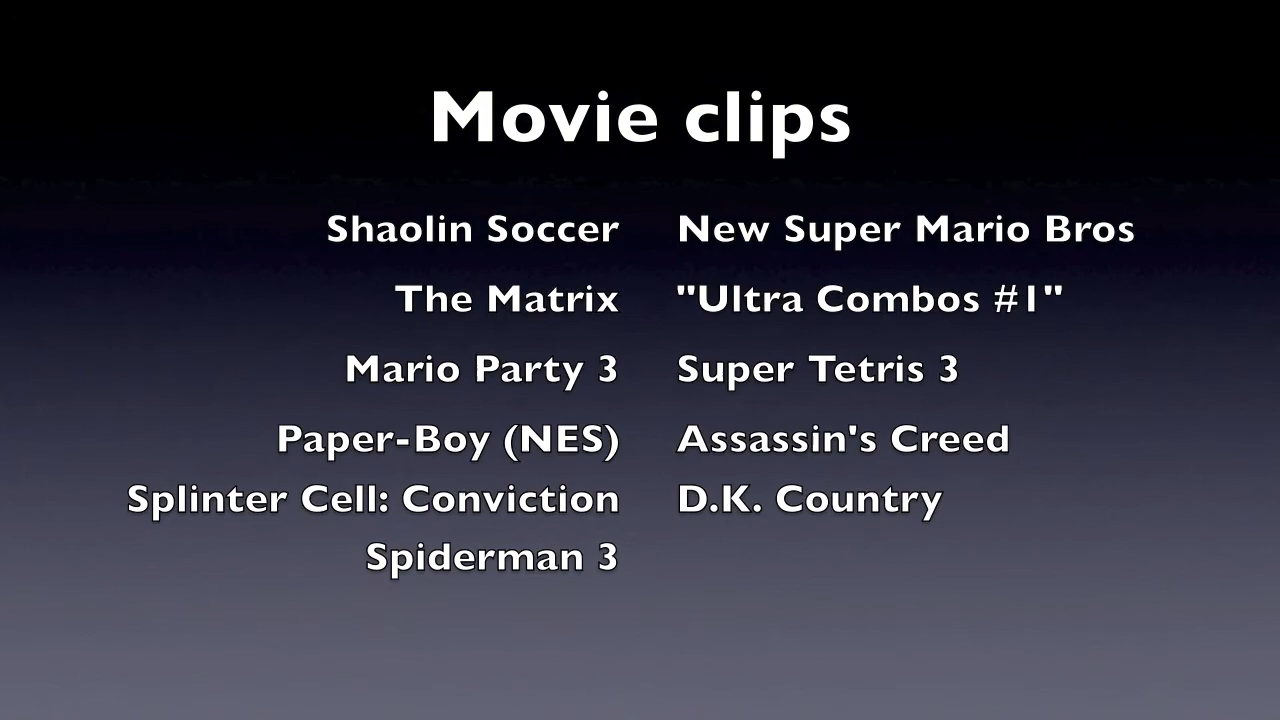 Movie clips
Shaolin Soccer
The Matrix
Mario Party 3
Paper-Boy (NES)
Splinter Cell: Conviction
Spiderman 3
New Super Mario Bros
"Ultra Combos #1"
Super Tetris 3
Assassin's Creed
D.K. Country